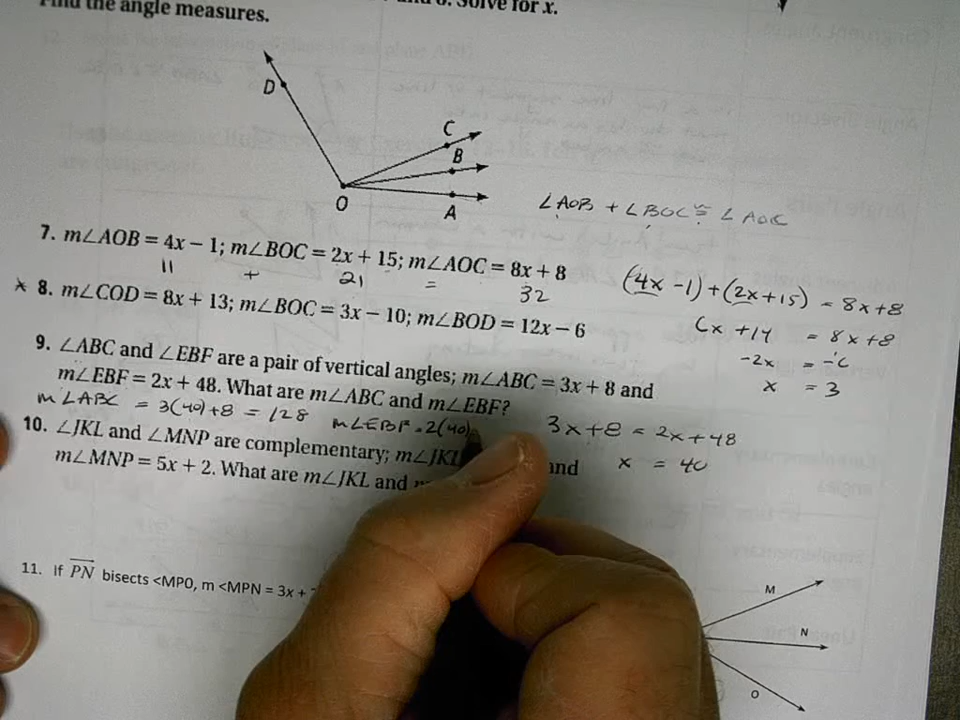 Find the angle measures.
Solve for x.
D
C
B
O
A
∠AOB + ∠BOC ≅ ∠AOC
7. m∠AOB = 4x − 1; m∠BOC = 2x + 15; m∠AOC = 8x + 8
11 + 21 = 32
(4x −1)+(2x+15) = 8x+8
6x +14 = 8x+8
-2x = -6
x = 3
* 8. m∠COD = 8x + 13; m∠BOC = 3x − 10; m∠BOD = 12x − 6
9. ∠ABC and ∠EBF are a pair of vertical angles; m∠ABC = 3x + 8 and
m∠EBF = 2x + 48. What are m∠ABC and m∠EBF?
m∠ABC = 3(40)+8 = 128 m∠EBF = 2(40)
3x+8 = 2x+48
x = 40
10. ∠JKL and ∠MNP are complementary; m∠JKL and
m∠MNP = 5x + 2. What are m∠JKL and
11. If PN bisects <MPO, m <MPN = 3x +
M
N
O